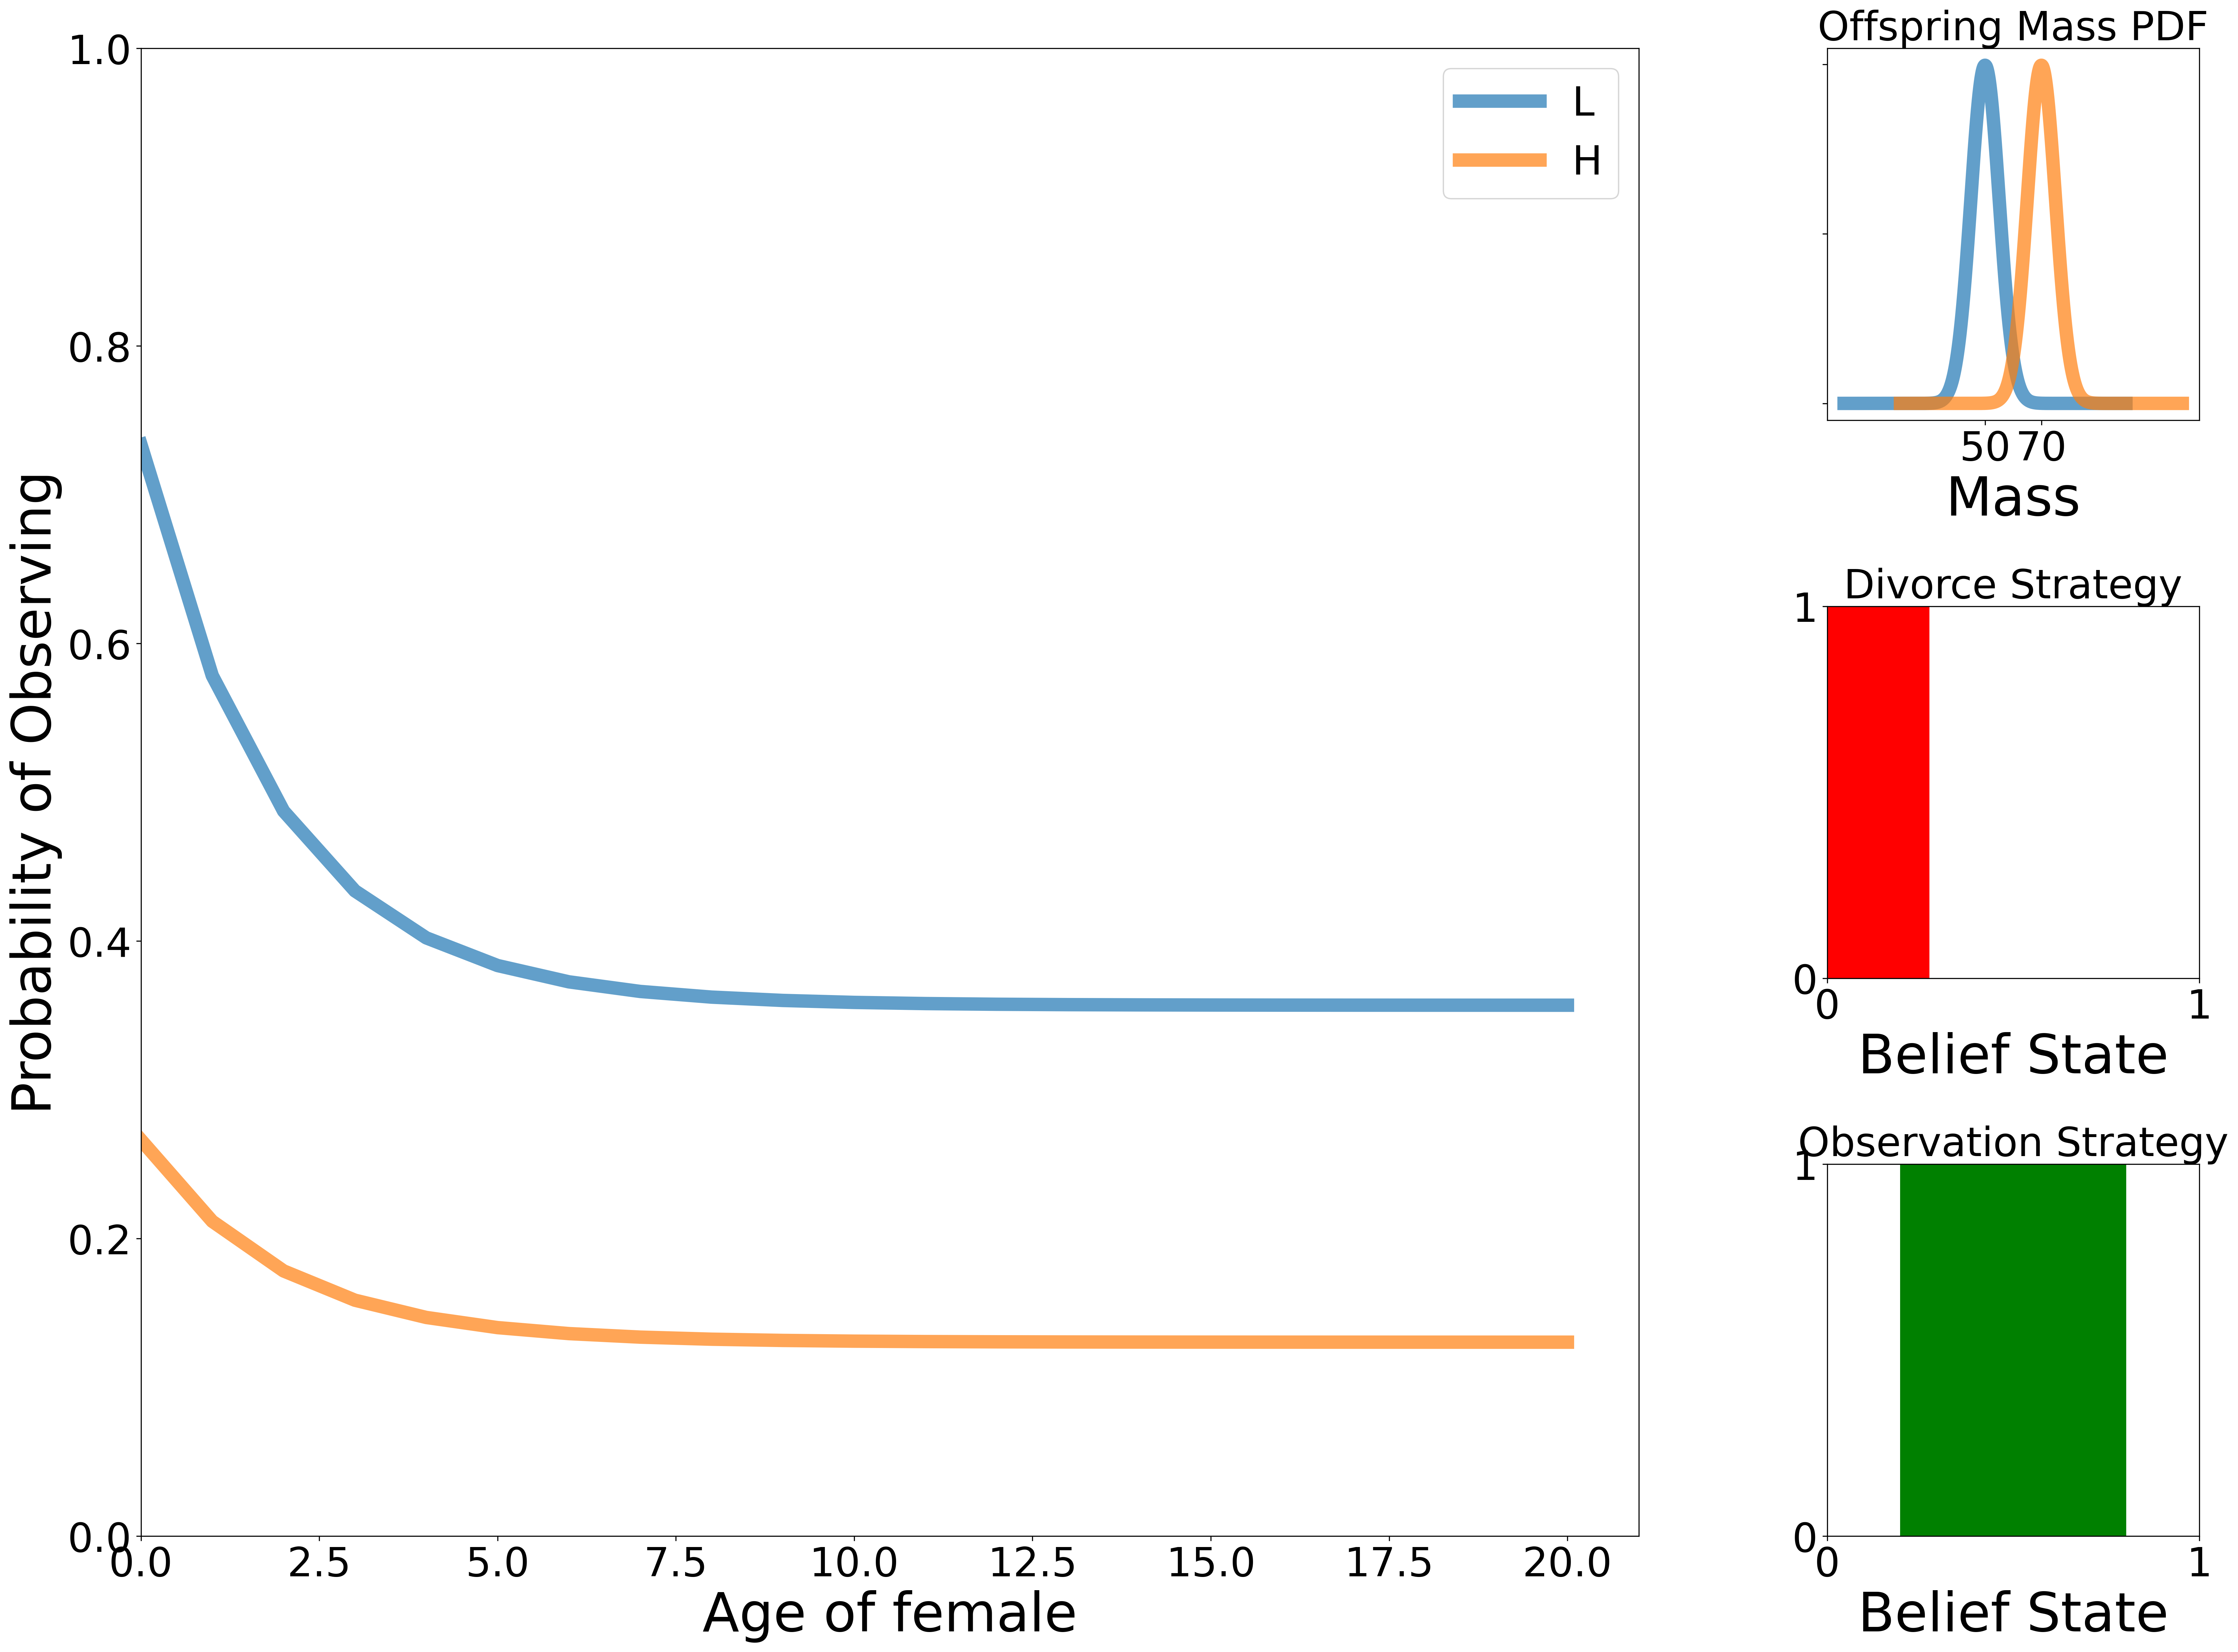 Probability of Observing
1.0
0.8
0.6
0.4
0.2
0.0
0.0 2.5 5.0 7.5 10.0 12.5 15.0 17.5 20.0
Age of female
L
H
Offspring Mass PDF
50 70
Mass
Divorce Strategy
1
0
0 1
Belief State
Observation Strategy
1
0
0 1
Belief State